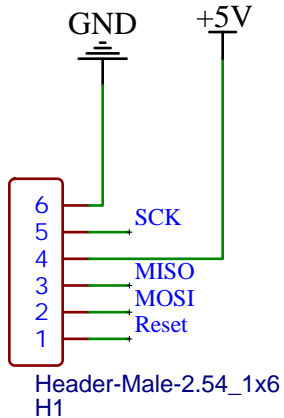 GND
+5V
6
SCK
5
4
MISO
3
MOSI
2
Reset
1
Header-Male-2.54_1x6
H1